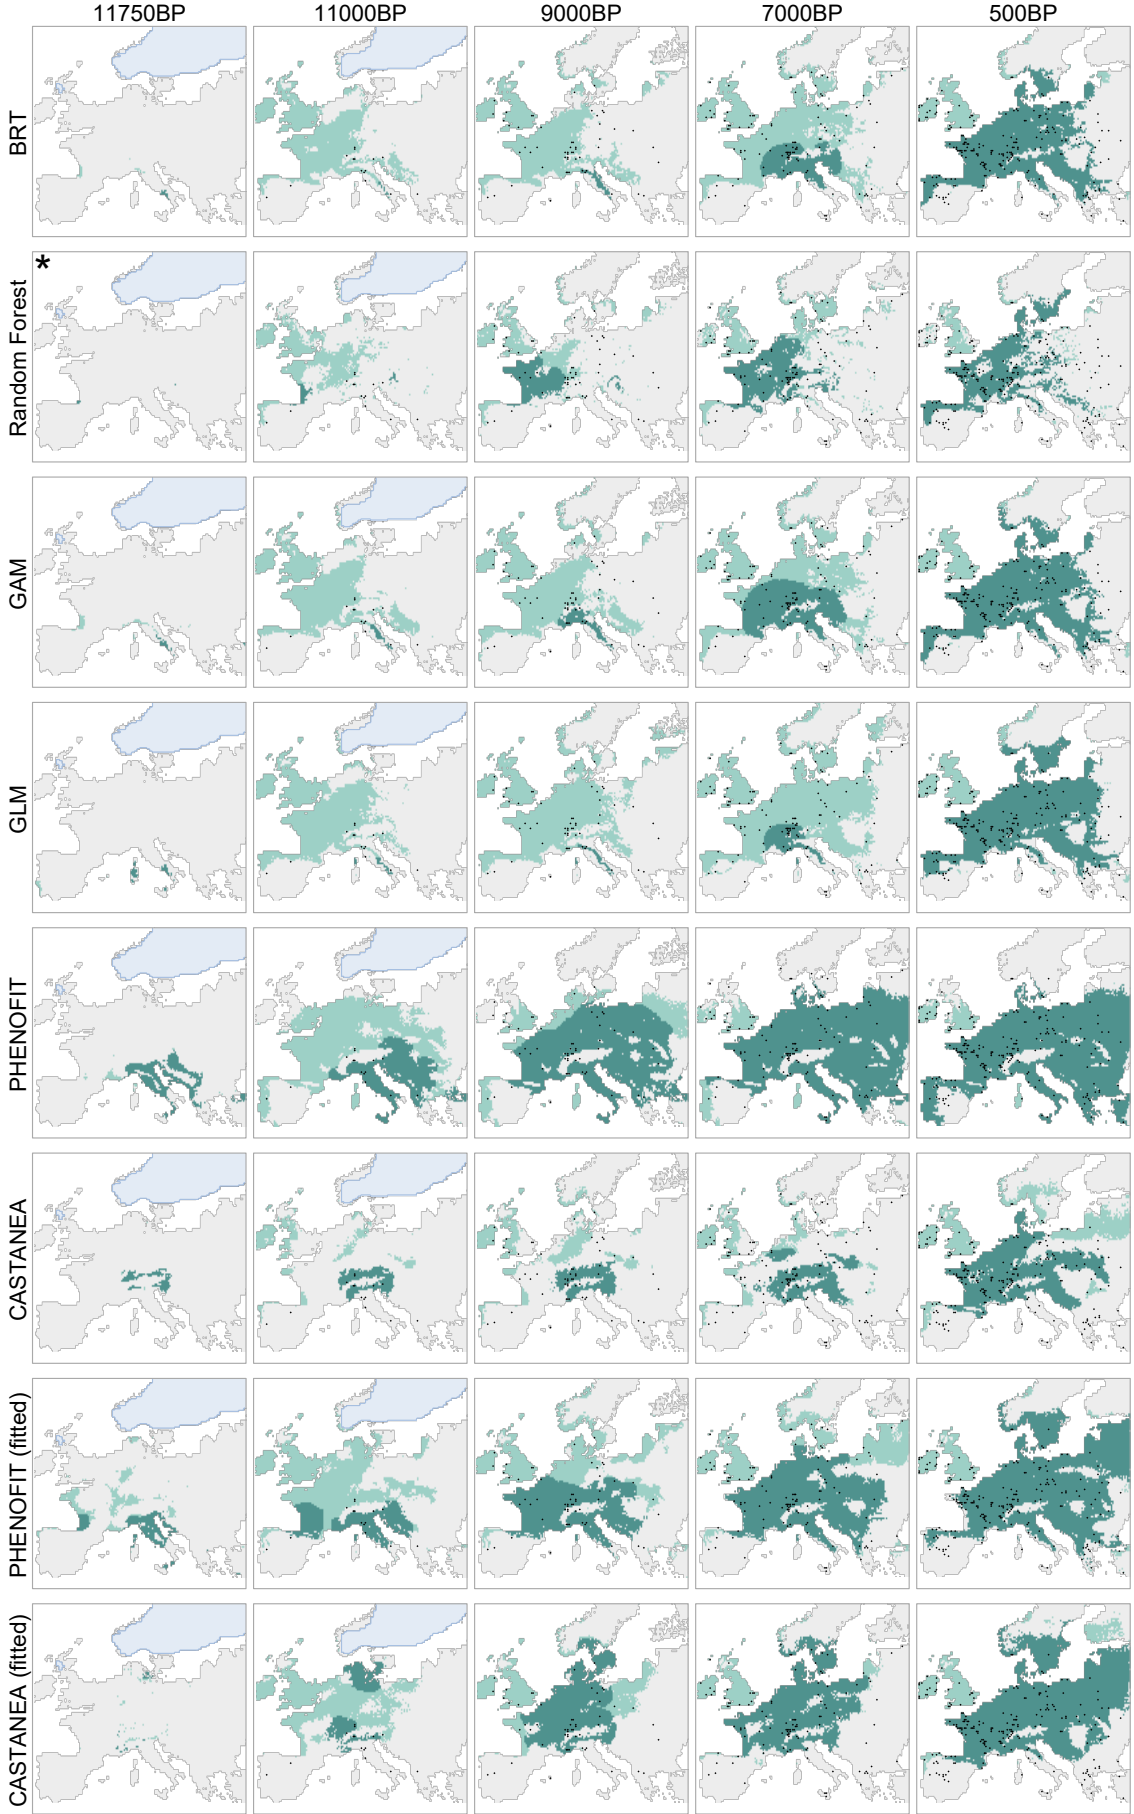 11750BP 11000BP 9000BP 7000BP 500BP
BRT
*
Random Forest
GAM
GLM
PHENOFIT
CASTANEA
PHENOFIT (fitted)
CASTANEA (fitted)